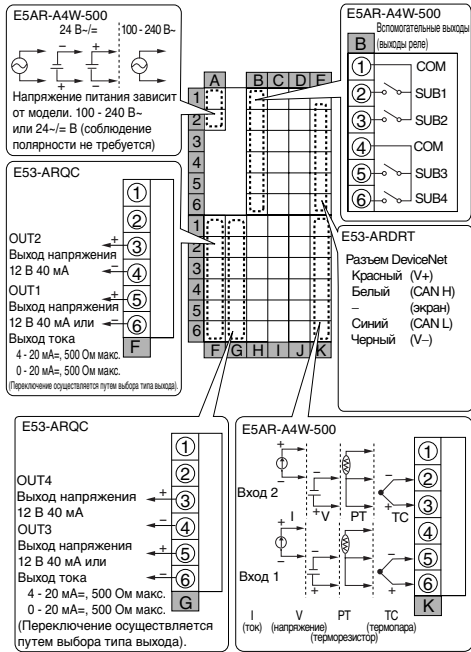 E5AR-A4W-500
24 В~/=
100 - 240 В~
Напряжение питания зависит
от модели. 100 - 240 В~
или 24~/= В (соблюдение
полярности не требуется)
E53-ARQC
OUT2
Выход напряжения
12 В 40 мА
OUT1
Выход напряжения
12 В 40 мА или
Выход тока
4 - 20 мА=, 500 Ом макс.
0 - 20 мА=, 500 Ом макс.
(Переключение осуществляется путем выбора типа выхода).
+
–
+
–
1
2
3
4
5
6
F
A B C D E
1
2
3
4
5
6
1
2
3
4
5
6
F G H I J K
E5AR-A4W-500
Вспомогательные выходы
(выходы реле)
B
1 COM
2 SUB1
3 SUB2
4 COM
5 SUB3
6 SUB4
E53-ARDRT
Разъем DeviceNet
Красный (V+)
Белый (CAN H)
– (экран)
Синий (CAN L)
Черный (V–)
E53-ARQC
OUT4
Выход напряжения
12 В 40 мА
OUT3
Выход напряжения
12 В 40 мА или
Выход тока
4 - 20 мА=, 500 Ом макс.
0 - 20 мА=, 500 Ом макс.
(Переключение осуществляется
путем выбора типа выхода).
+
–
+
–
1
2
3
4
5
6
G
E5AR-A4W-500
Вход 2
I V PT TC
Вход 1
I V PT TC
(ток) (напряжение) (терморезистор) (термопара)
1
2
3
4
5
6
K